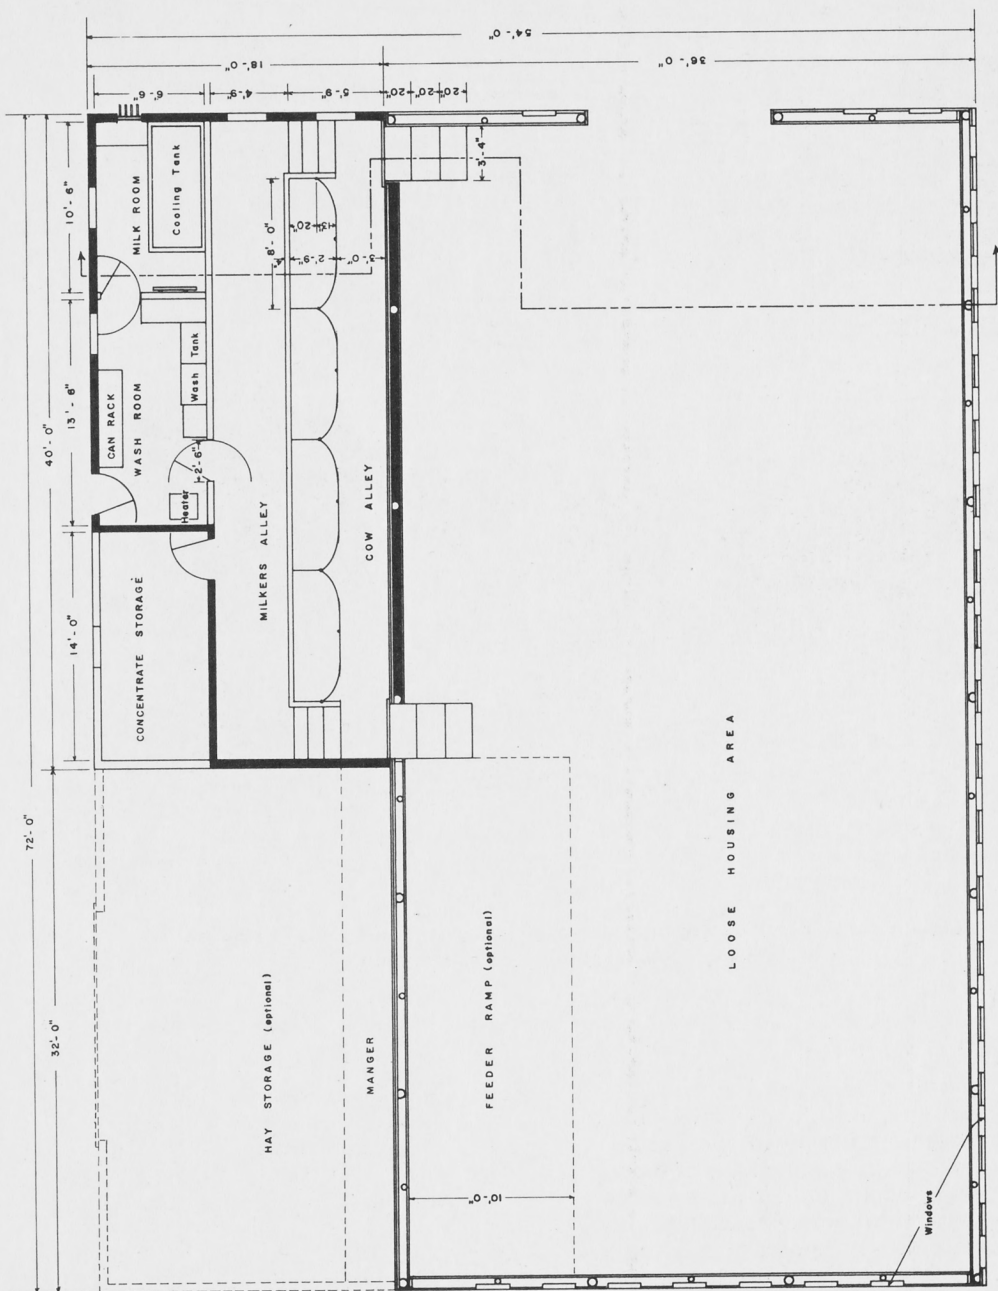 72'-0"
40'-0"
32'-0"
10'-6"
13'-6"
14'-0"
54'-0"
18'-0"
36'-0"
6'-6"
4'-9"
5'-9"
20"
20"
20"
3'-4"
MILK ROOM
Cooling Tank
WASH ROOM
CAN RACK
Wash Tank
Heater
2'-6"
CONCENTRATE STORAGE
MILKERS ALLEY
8'-0"
20"
13"
4"
2'-9"
3'-0"
COW ALLEY
HAY STORAGE (optional)
MANGER
FEEDER RAMP (optional)
10'-0"
LOOSE HOUSING AREA
Windows